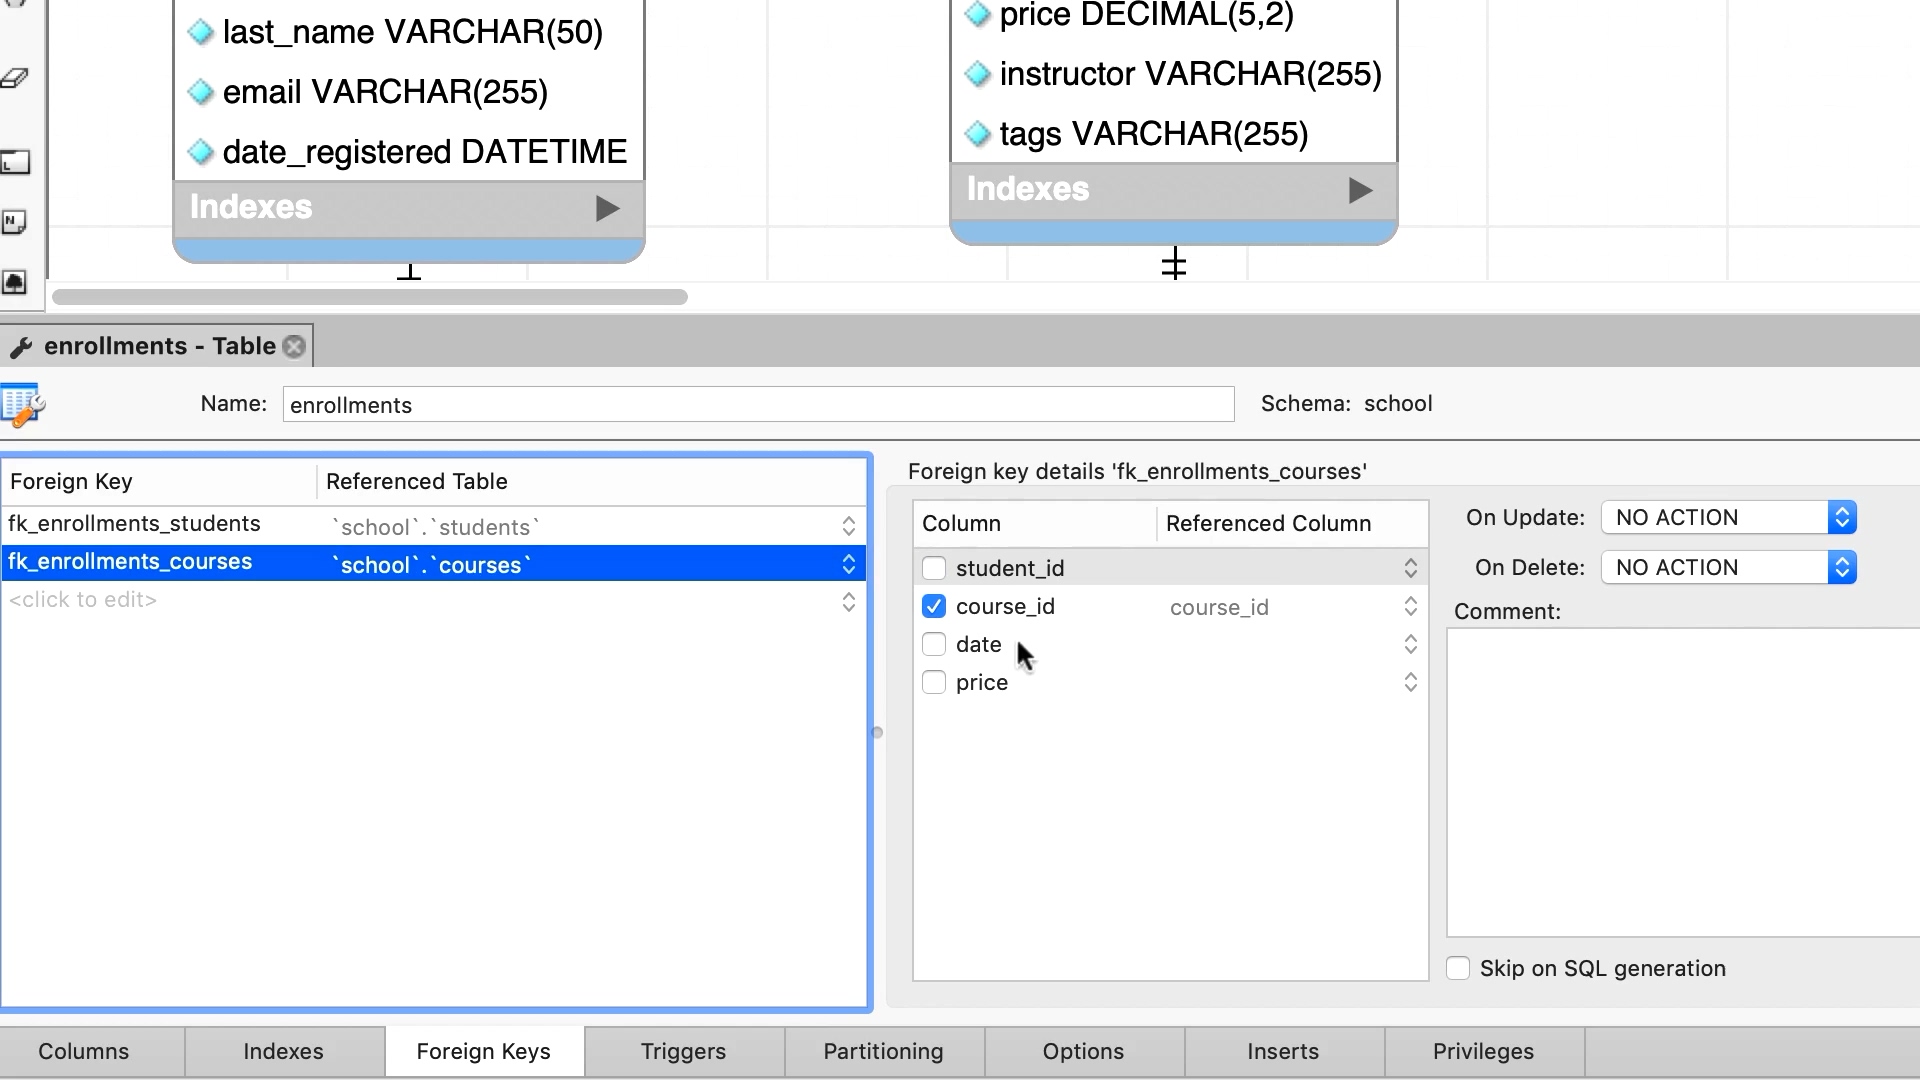 last_name VARCHAR(50)
email VARCHAR(255)
date_registered DATETIME
Indexes
price DECIMAL(5,2)
instructor VARCHAR(255)
tags VARCHAR(255)
Indexes
enrollments - Table
Name: enrollments Schema: school
Foreign Key Referenced Table
fk_enrollments_students `school`.`students`
fk_enrollments_courses `school`.`courses`
<click to edit>
Foreign key details 'fk_enrollments_courses'
Column Referenced Column
student_id
course_id course_id
date
price
On Update: NO ACTION
On Delete: NO ACTION
Comment:
Skip on SQL generation
Columns Indexes Foreign Keys Triggers Partitioning Options Inserts Privileges